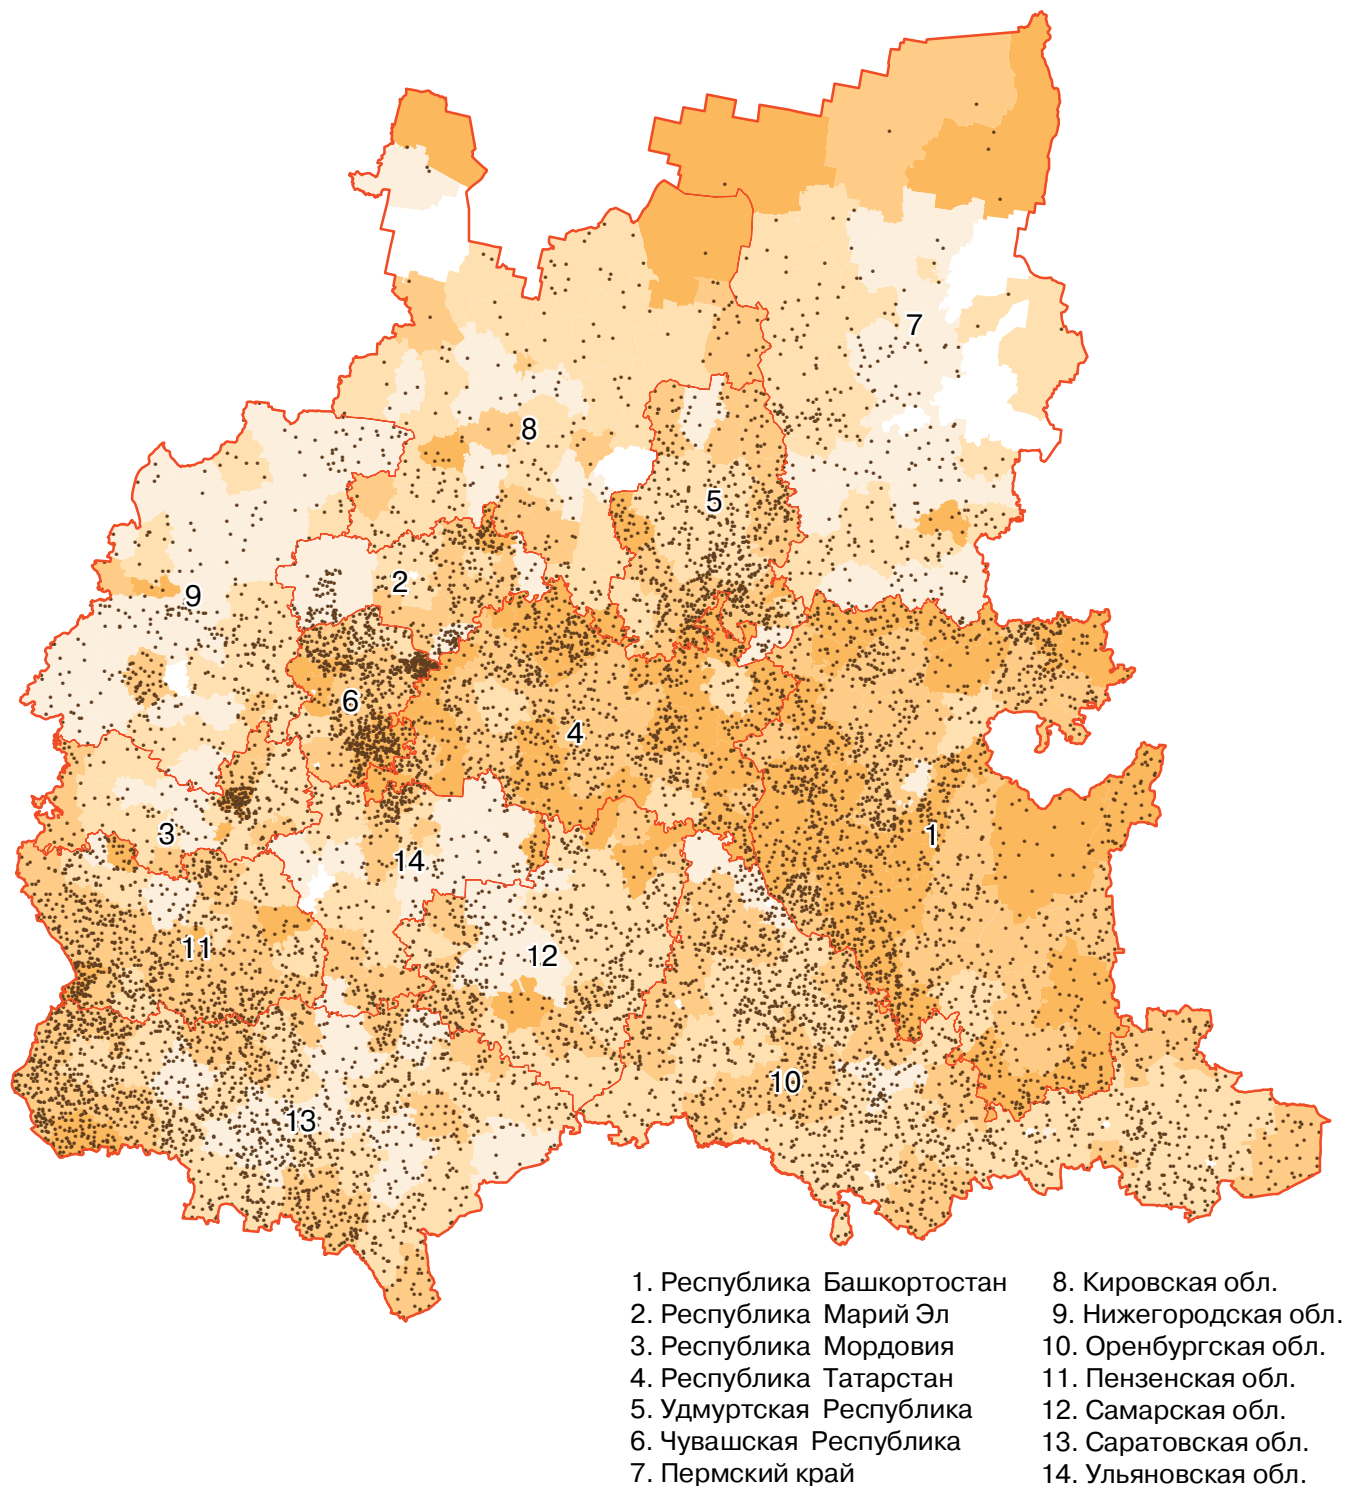 7
8
5
2
9
6
4
3
1
14
11
12
10
13
1. Республика Башкортостан
2. Республика Марий Эл
3. Республика Мордовия
4. Республика Татарстан
5. Удмуртская Республика
6. Чувашская Республика
7. Пермский край
8. Кировская обл.
9. Нижегородская обл.
10. Оренбургская обл.
11. Пензенская обл.
12. Самарская обл.
13. Саратовская обл.
14. Ульяновская обл.